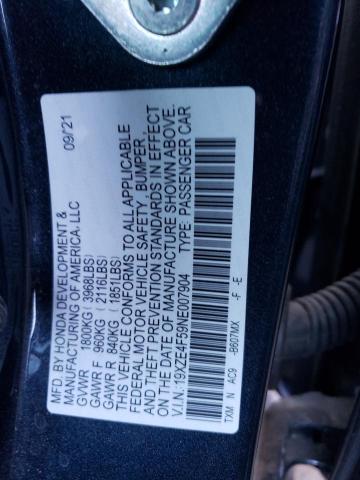 MFD. BY HONDA DEVELOPMENT & 09/21
MANUFACTURING OF AMERICA, LLC
GVWR 1800KG (3968LBS)
GAWR F 960KG (2116LBS)
GAWR R 840KG (1851LBS)
THIS VEHICLE CONFORMS TO ALL APPLICABLE
FEDERAL MOTOR VEHICLE SAFETY, BUMPER,
AND THEFT PREVENTION STANDARDS IN EFFECT
ON THE DATE OF MANUFACTURE SHOWN ABOVE.
V.I.N.: 19XZE4F59NE007904 TYPE: PASSENGER CAR
TXM N AC9 -B607MX -F -E